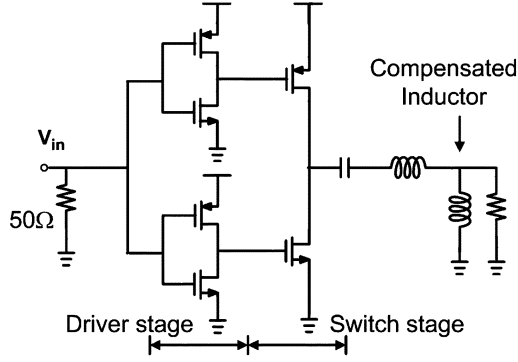 Compensated
Inductor
Vin
50Ω
Driver stage
Switch stage